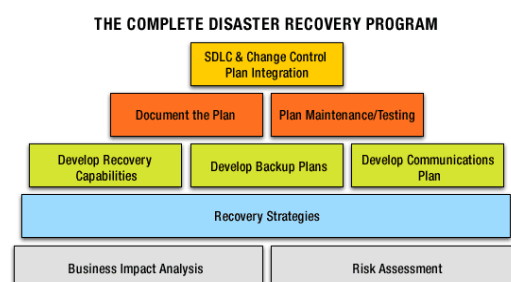 THE COMPLETE DISASTER RECOVERY PROGRAM
SDLC & Change Control
Plan Integration
Document the Plan
Plan Maintenance/Testing
Develop Recovery
Capabilities
Develop Backup Plans
Develop Communications
Plan
Recovery Strategies
Business Impact Analysis
Risk Assessment